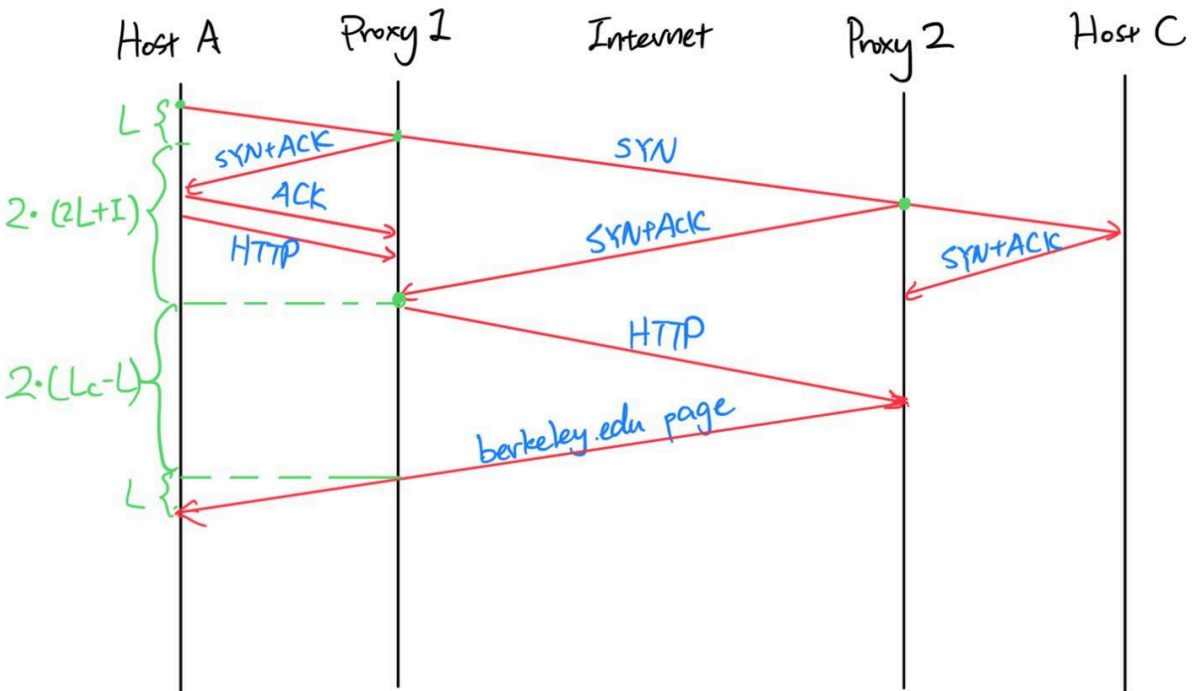 Host A Proxy 1 Internet Proxy 2 Host C
L
SYN+ACK SYN
ACK
2·(2L+I) SYN+ACK
HTTP SYN+ACK
HTTP
2·(Lc-L)
berkeley.edu page
L